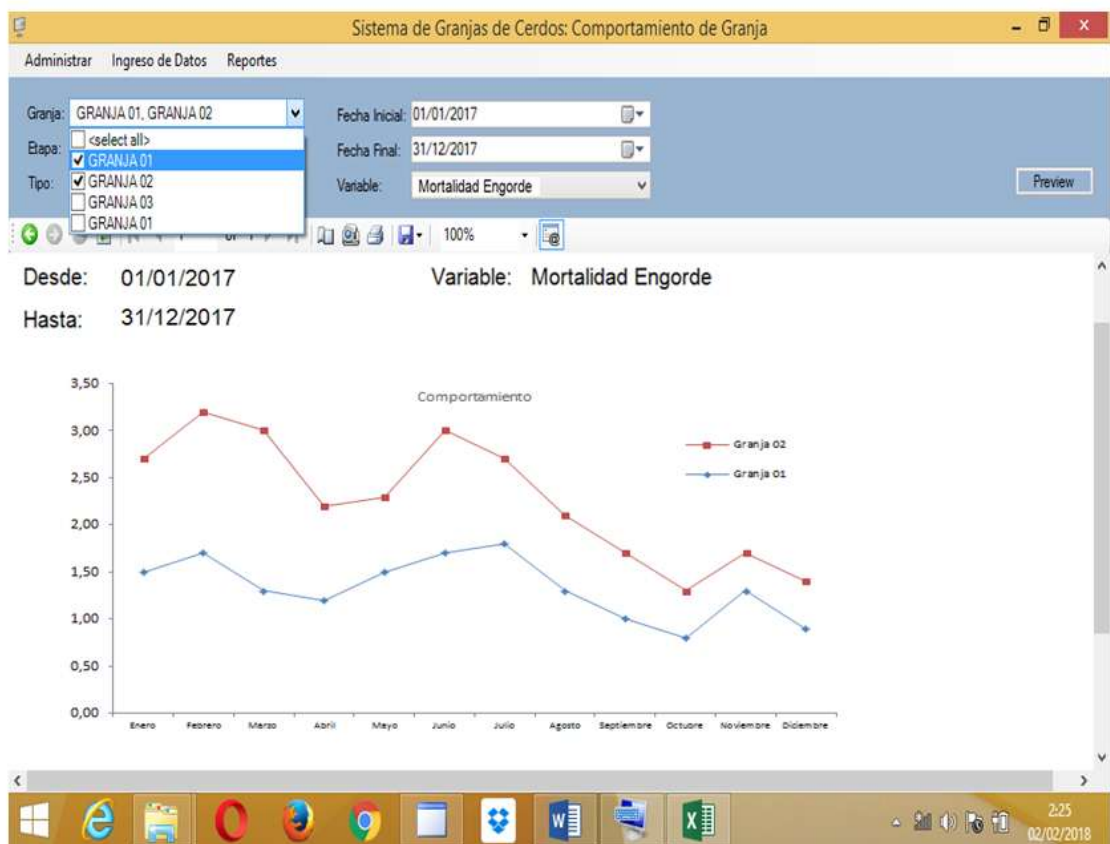 Sistema de Granjas de Cerdos: Comportamiento de Granja
Administrar Ingreso de Datos Reportes
Granja: GRANJA 01, GRANJA 02
Fecha Inicial: 01/01/2017
<select all>
Etapa:
GRANJA 01
Fecha Final: 31/12/2017
Tipo:
GRANJA 02
Variable: Mortalidad Engorde
Preview
GRANJA 03
GRANJA 01
100%
Desde: 01/01/2017
Variable: Mortalidad Engorde
Hasta: 31/12/2017
Comportamiento
3,50
3,00
2,50
2,00
1,50
1,00
0,50
0,00
Granja 02
Granja 01
Enero Febrero Marzo Abril Mayo Junio Julio Agosto Septiembre Octubre Noviembre Diciembre
2:25
02/02/2018